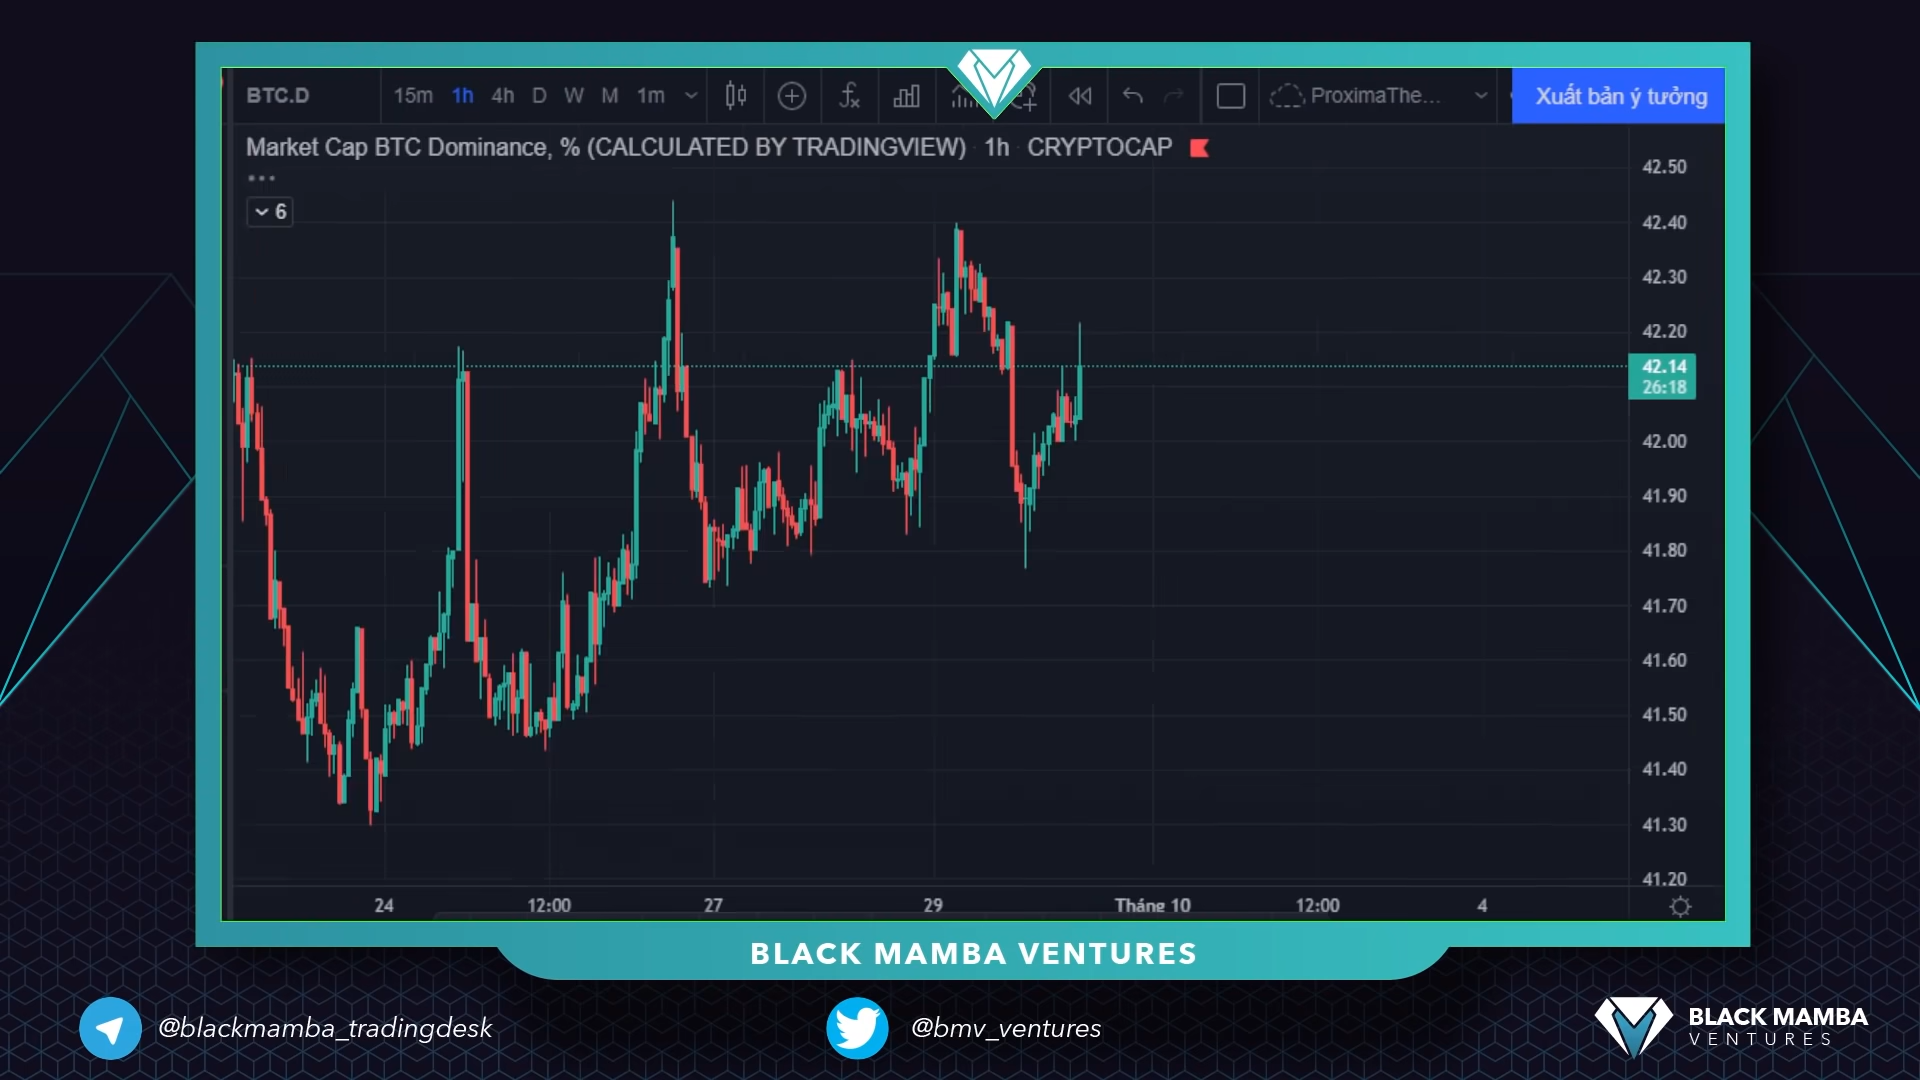 BTC.D 15m 1h 4h D W M 1m ProximaThe... Xuất bản ý tưởng
Market Cap BTC Dominance, % (CALCULATED BY TRADINGVIEW) · 1h · CRYPTOCAP
6
42.50
42.40
42.30
42.20
42.14
26:18
42.00
41.90
41.80
41.70
41.60
41.50
41.40
41.30
41.20
24 12:00 27 29 Tháng 10 12:00 4
BLACK MAMBA VENTURES
@blackmamba_tradingdesk @bmv_ventures
BLACK MAMBA
VENTURES